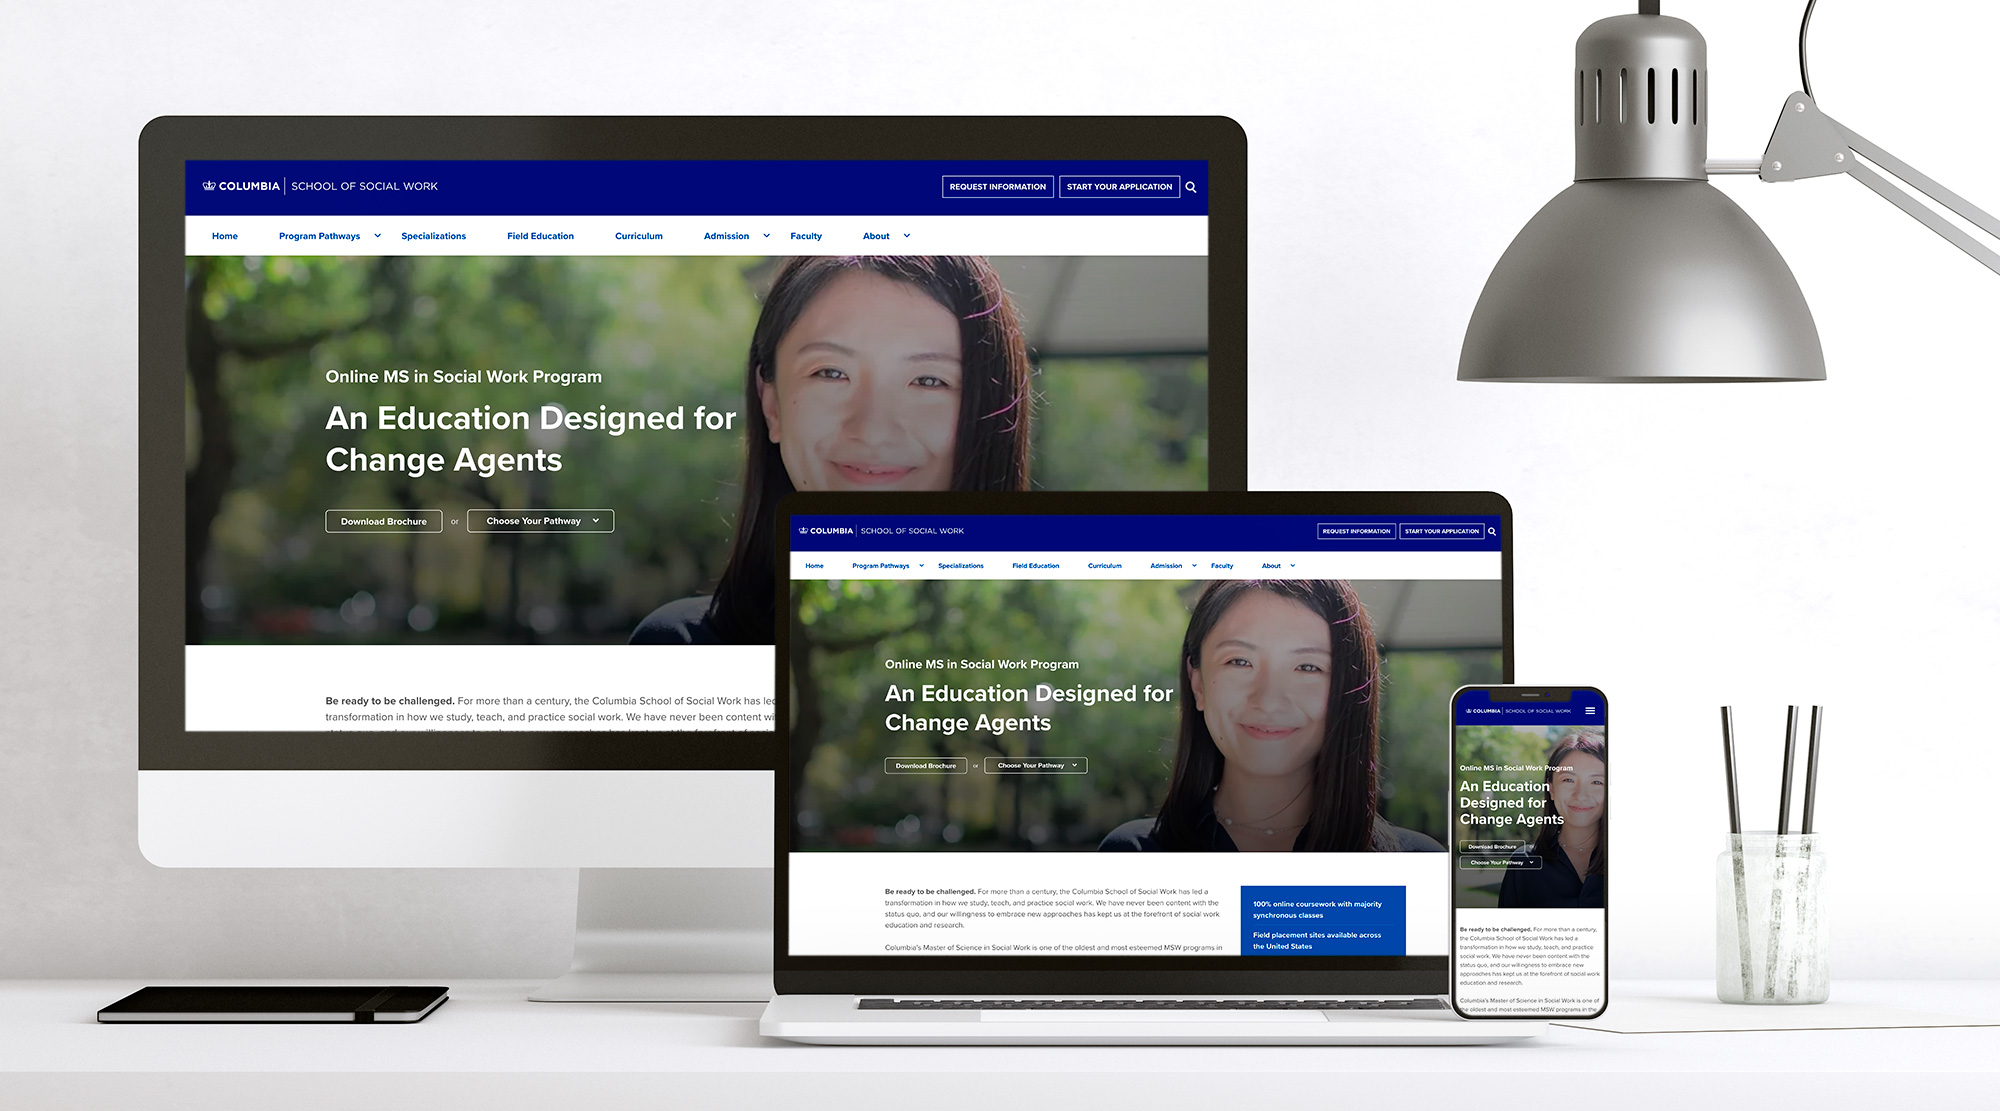 COLUMBIA | SCHOOL OF SOCIAL WORK
REQUEST INFORMATION
START YOUR APPLICATION
Home Program Pathways Specializations Field Education Curriculum Admission Faculty About
Online MS in Social Work Program
An Education Designed for
Change Agents
Download Brochure or Choose Your Pathway
Be ready to be challenged. For more than a century, the Columbia School of Social Work has led
transformation in how we study, teach, and practice social work. We have never been content
COLUMBIA | SCHOOL OF SOCIAL WORK
REQUEST INFORMATION
START YOUR APPLICATION
Home Program Pathways Specializations Field Education Curriculum Admission Faculty About
Online MS in Social Work Program
An Education Designed for
Change Agents
Download Brochure or Choose Your Pathway
Be ready to be challenged. For more than a century, the Columbia School of Social Work has led a
transformation in how we study, teach, and practice social work. We have never been content with the
status quo, and our willingness to embrace new approaches has kept us at the forefront of social work
education and research.
Columbia's Master of Science in Social Work is one of the oldest and most esteemed MSW programs in
100% online coursework with majority
synchronous classes
Field placement sites available across
the United States
COLUMBIA | SCHOOL OF SOCIAL WORK
Online MS in Social Work Program
An Education
Designed for
Change Agents
Download Brochure or
Choose Your Pathway
Be ready to be challenged. For more than a century,
the Columbia School of Social Work has led a
transformation in how we study, teach, and practice
social work. We have never been content with the
status quo, and our willingness to embrace new
approaches has kept us at the forefront of social work
education and research.
Columbia's Master of Science in Social Work is one of
the oldest and most esteemed MSW programs in the